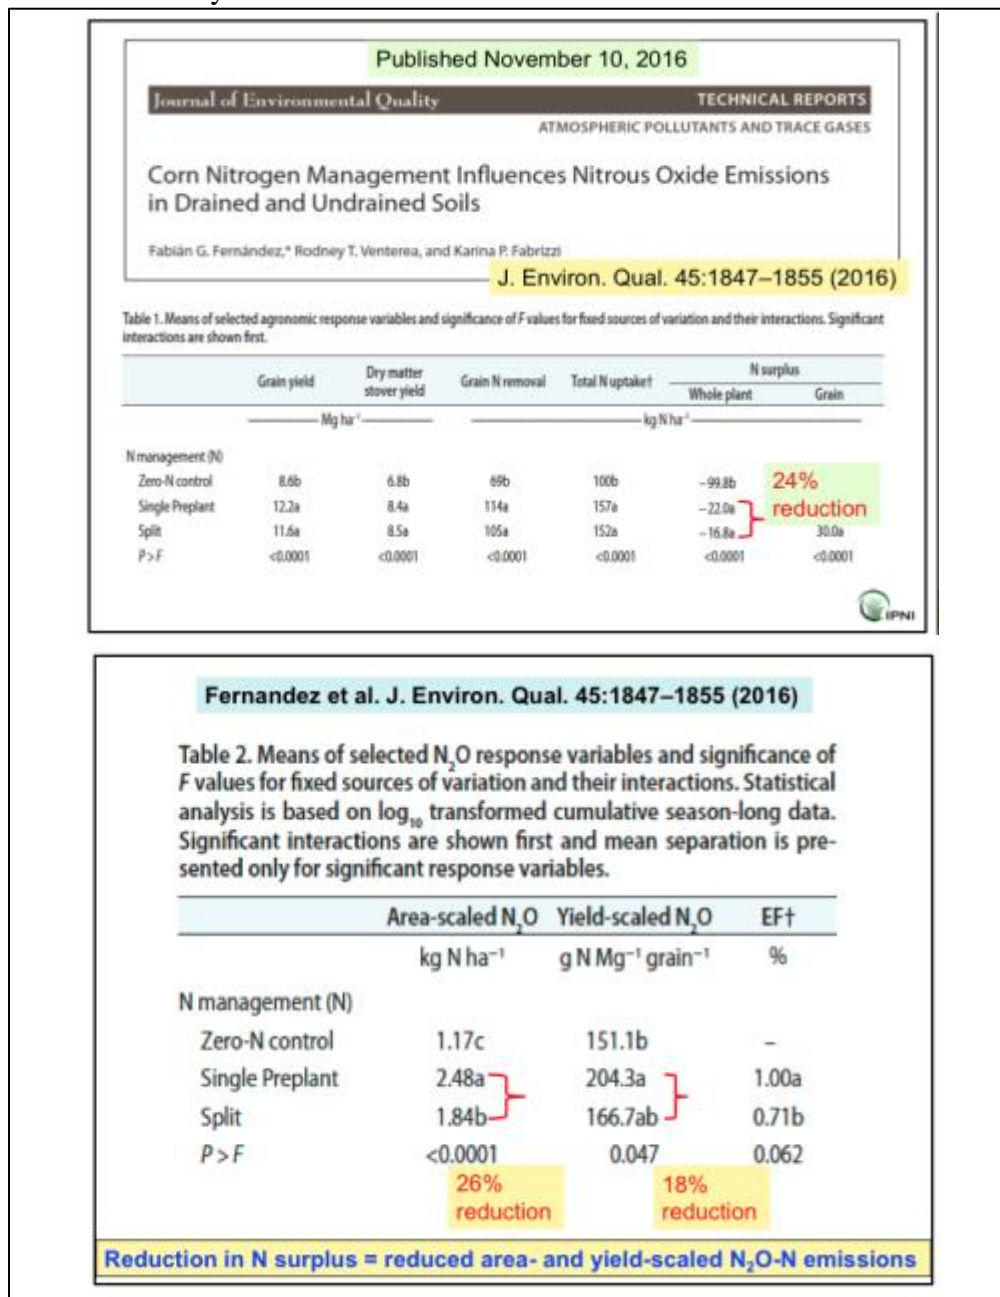 Published November 10, 2016
Journal of Environmental Quality TECHNICAL REPORTS
ATMOSPHERIC POLLUTANTS AND TRACE GASES
Corn Nitrogen Management Influences Nitrous Oxide Emissions
in Drained and Undrained Soils
Fabián G. Fernández,* Rodney T. Venterea, and Karina P. Fabrizzi
J. Environ. Qual. 45:1847–1855 (2016)
Table 1. Means of selected agronomic response variables and significance of F values for fixed sources of variation and their interactions. Significant
interactions are shown first.
Grain yield Dry matter stover yield Grain N removal Total N uptake† N surplus
Whole plant Grain
Mg ha⁻¹ kg N ha⁻¹
N management (N)
Zero-N control 8.6b 6.8b 69b 100b −99.8b
Single Preplant 12.2a 8.4a 114a 157a −22.0a
Split 11.6a 8.5a 105a 152a −16.8a 30.0a
P > F <0.0001 <0.0001 <0.0001 <0.0001 <0.0001 <0.0001
24%
reduction
IPNI
Fernandez et al. J. Environ. Qual. 45:1847–1855 (2016)
Table 2. Means of selected N₂O response variables and significance of
F values for fixed sources of variation and their interactions. Statistical
analysis is based on log₁₀ transformed cumulative season-long data.
Significant interactions are shown first and mean separation is pre-
sented only for significant response variables.
Area-scaled N₂O Yield-scaled N₂O EF†
kg N ha⁻¹ g N Mg⁻¹ grain⁻¹ %
N management (N)
Zero-N control 1.17c 151.1b –
Single Preplant 2.48a 204.3a 1.00a
Split 1.84b 166.7ab 0.71b
P > F <0.0001 0.047 0.062
26% 18%
reduction reduction
Reduction in N surplus = reduced area- and yield-scaled N₂O-N emissions